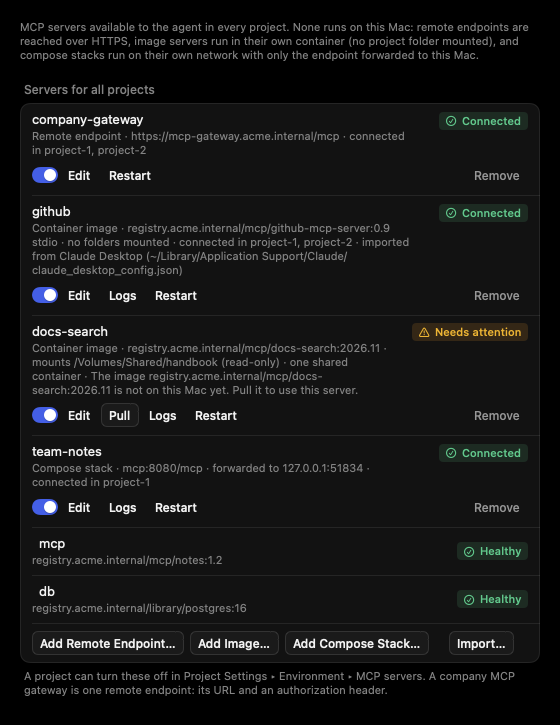 MCP servers available to the agent in every project. None runs on this Mac: remote endpoints are
reached over HTTPS, image servers run in their own container (no project folder mounted), and
compose stacks run on their own network with only the endpoint forwarded to this Mac.
Servers for all projects
company-gateway
Connected
Remote endpoint · https://mcp-gateway.acme.internal/mcp · connected
in project-1, project-2
Edit Restart Remove
github
Connected
Container image · registry.acme.internal/mcp/github-mcp-server:0.9
stdio · no folders mounted · connected in project-1, project-2 · imported
from Claude Desktop (~/Library/Application Support/Claude/
claude_desktop_config.json)
Edit Logs Restart Remove
docs-search
Needs attention
Container image · registry.acme.internal/mcp/docs-search:2026.11 ·
mounts /Volumes/Shared/handbook (read-only) · one shared
container · The image registry.acme.internal/mcp/docs-
search:2026.11 is not on this Mac yet. Pull it to use this server.
Edit Pull Logs Restart Remove
team-notes
Connected
Compose stack · mcp:8080/mcp · forwarded to 127.0.0.1:51834 ·
connected in project-1
Edit Logs Restart Remove
mcp
Healthy
registry.acme.internal/mcp/notes:1.2
db
Healthy
registry.acme.internal/library/postgres:16
Add Remote Endpoint... Add Image... Add Compose Stack... Import...
A project can turn these off in Project Settings ▸ Environment ▸ MCP servers. A company MCP
gateway is one remote endpoint: its URL and an authorization header.